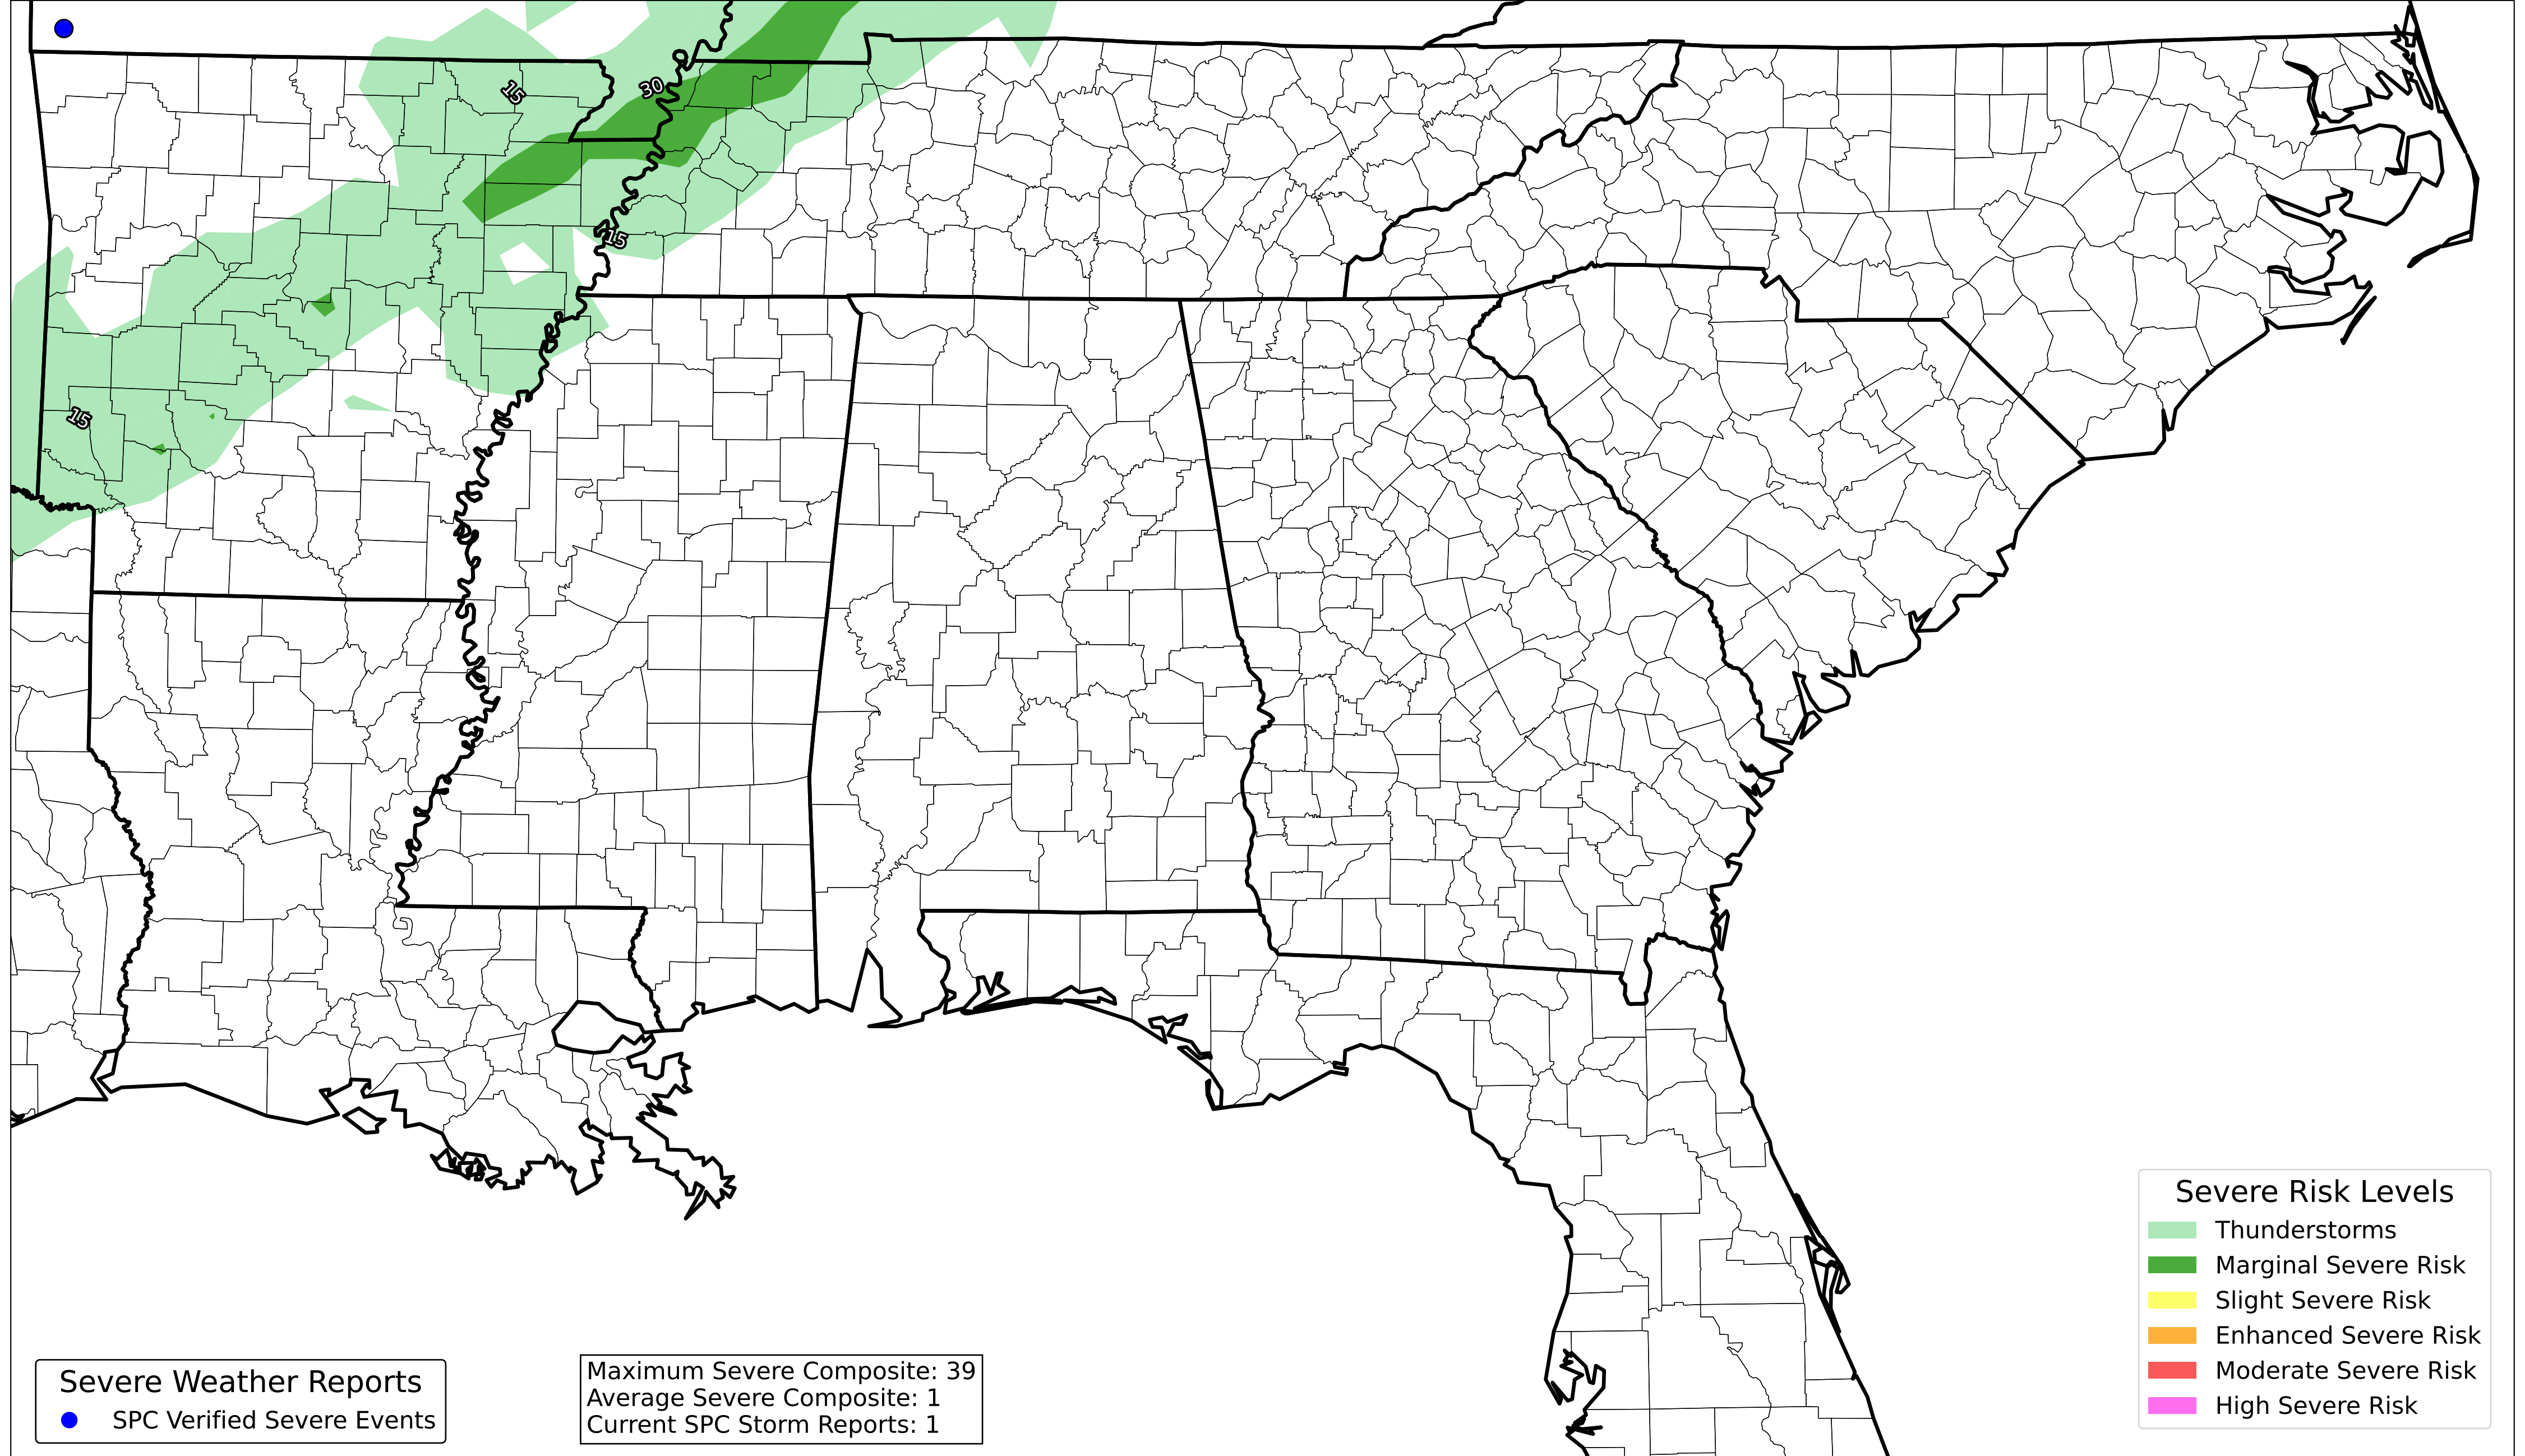 15
30
15
15
Severe Risk Levels
Thunderstorms
Marginal Severe Risk
Slight Severe Risk
Enhanced Severe Risk
Moderate Severe Risk
High Severe Risk
Severe Weather Reports
SPC Verified Severe Events
Maximum Severe Composite: 39
Average Severe Composite: 1
Current SPC Storm Reports: 1